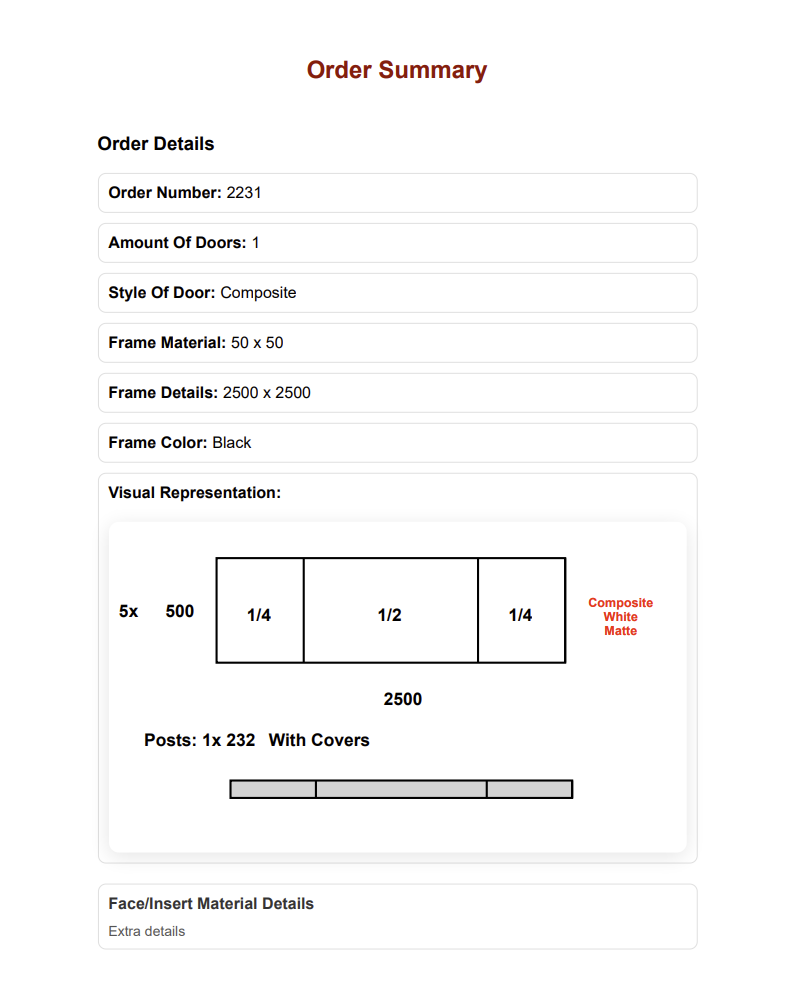 Order Summary
Order Details
Order Number: 2231
Amount Of Doors: 1
Style Of Door: Composite
Frame Material: 50 x 50
Frame Details: 2500 x 2500
Frame Color: Black
Visual Representation:
5x 500 1/4 1/2 1/4
Composite
White
Matte
2500
Posts: 1x 232 With Covers
Face/Insert Material Details
Extra details